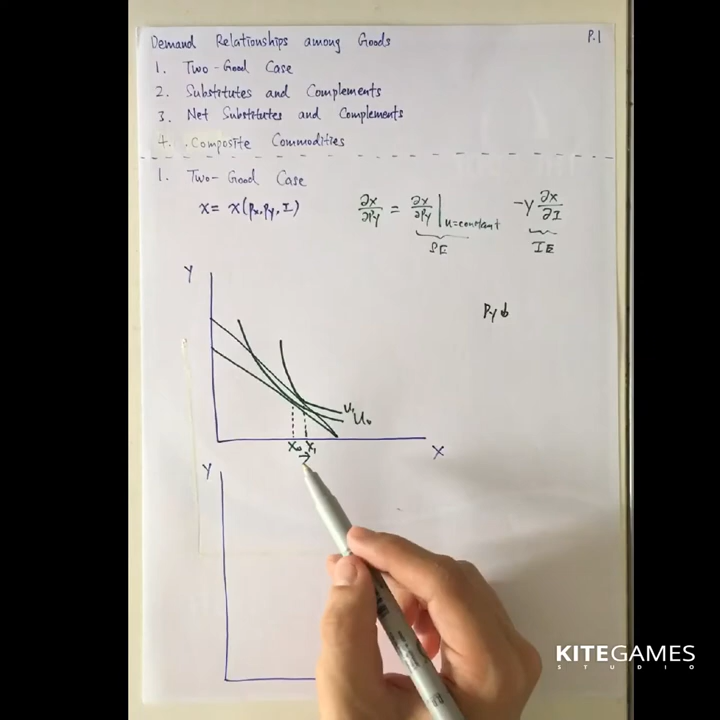 Demand Relationships among Goods P.1
1. Two-Good Case
2. Substitutes and Complements
3. Net Substitutes and Complements
4. Composite Commodities
1. Two-Good Case
x = x(px, py, I)
∂x/∂py = ∂x/∂py |u=constant -y ∂x/∂I
SE IE
Y
Py↓
U₁
U₀
x₀ x₁
→
X
Y
KITEGAMES
STUDIO